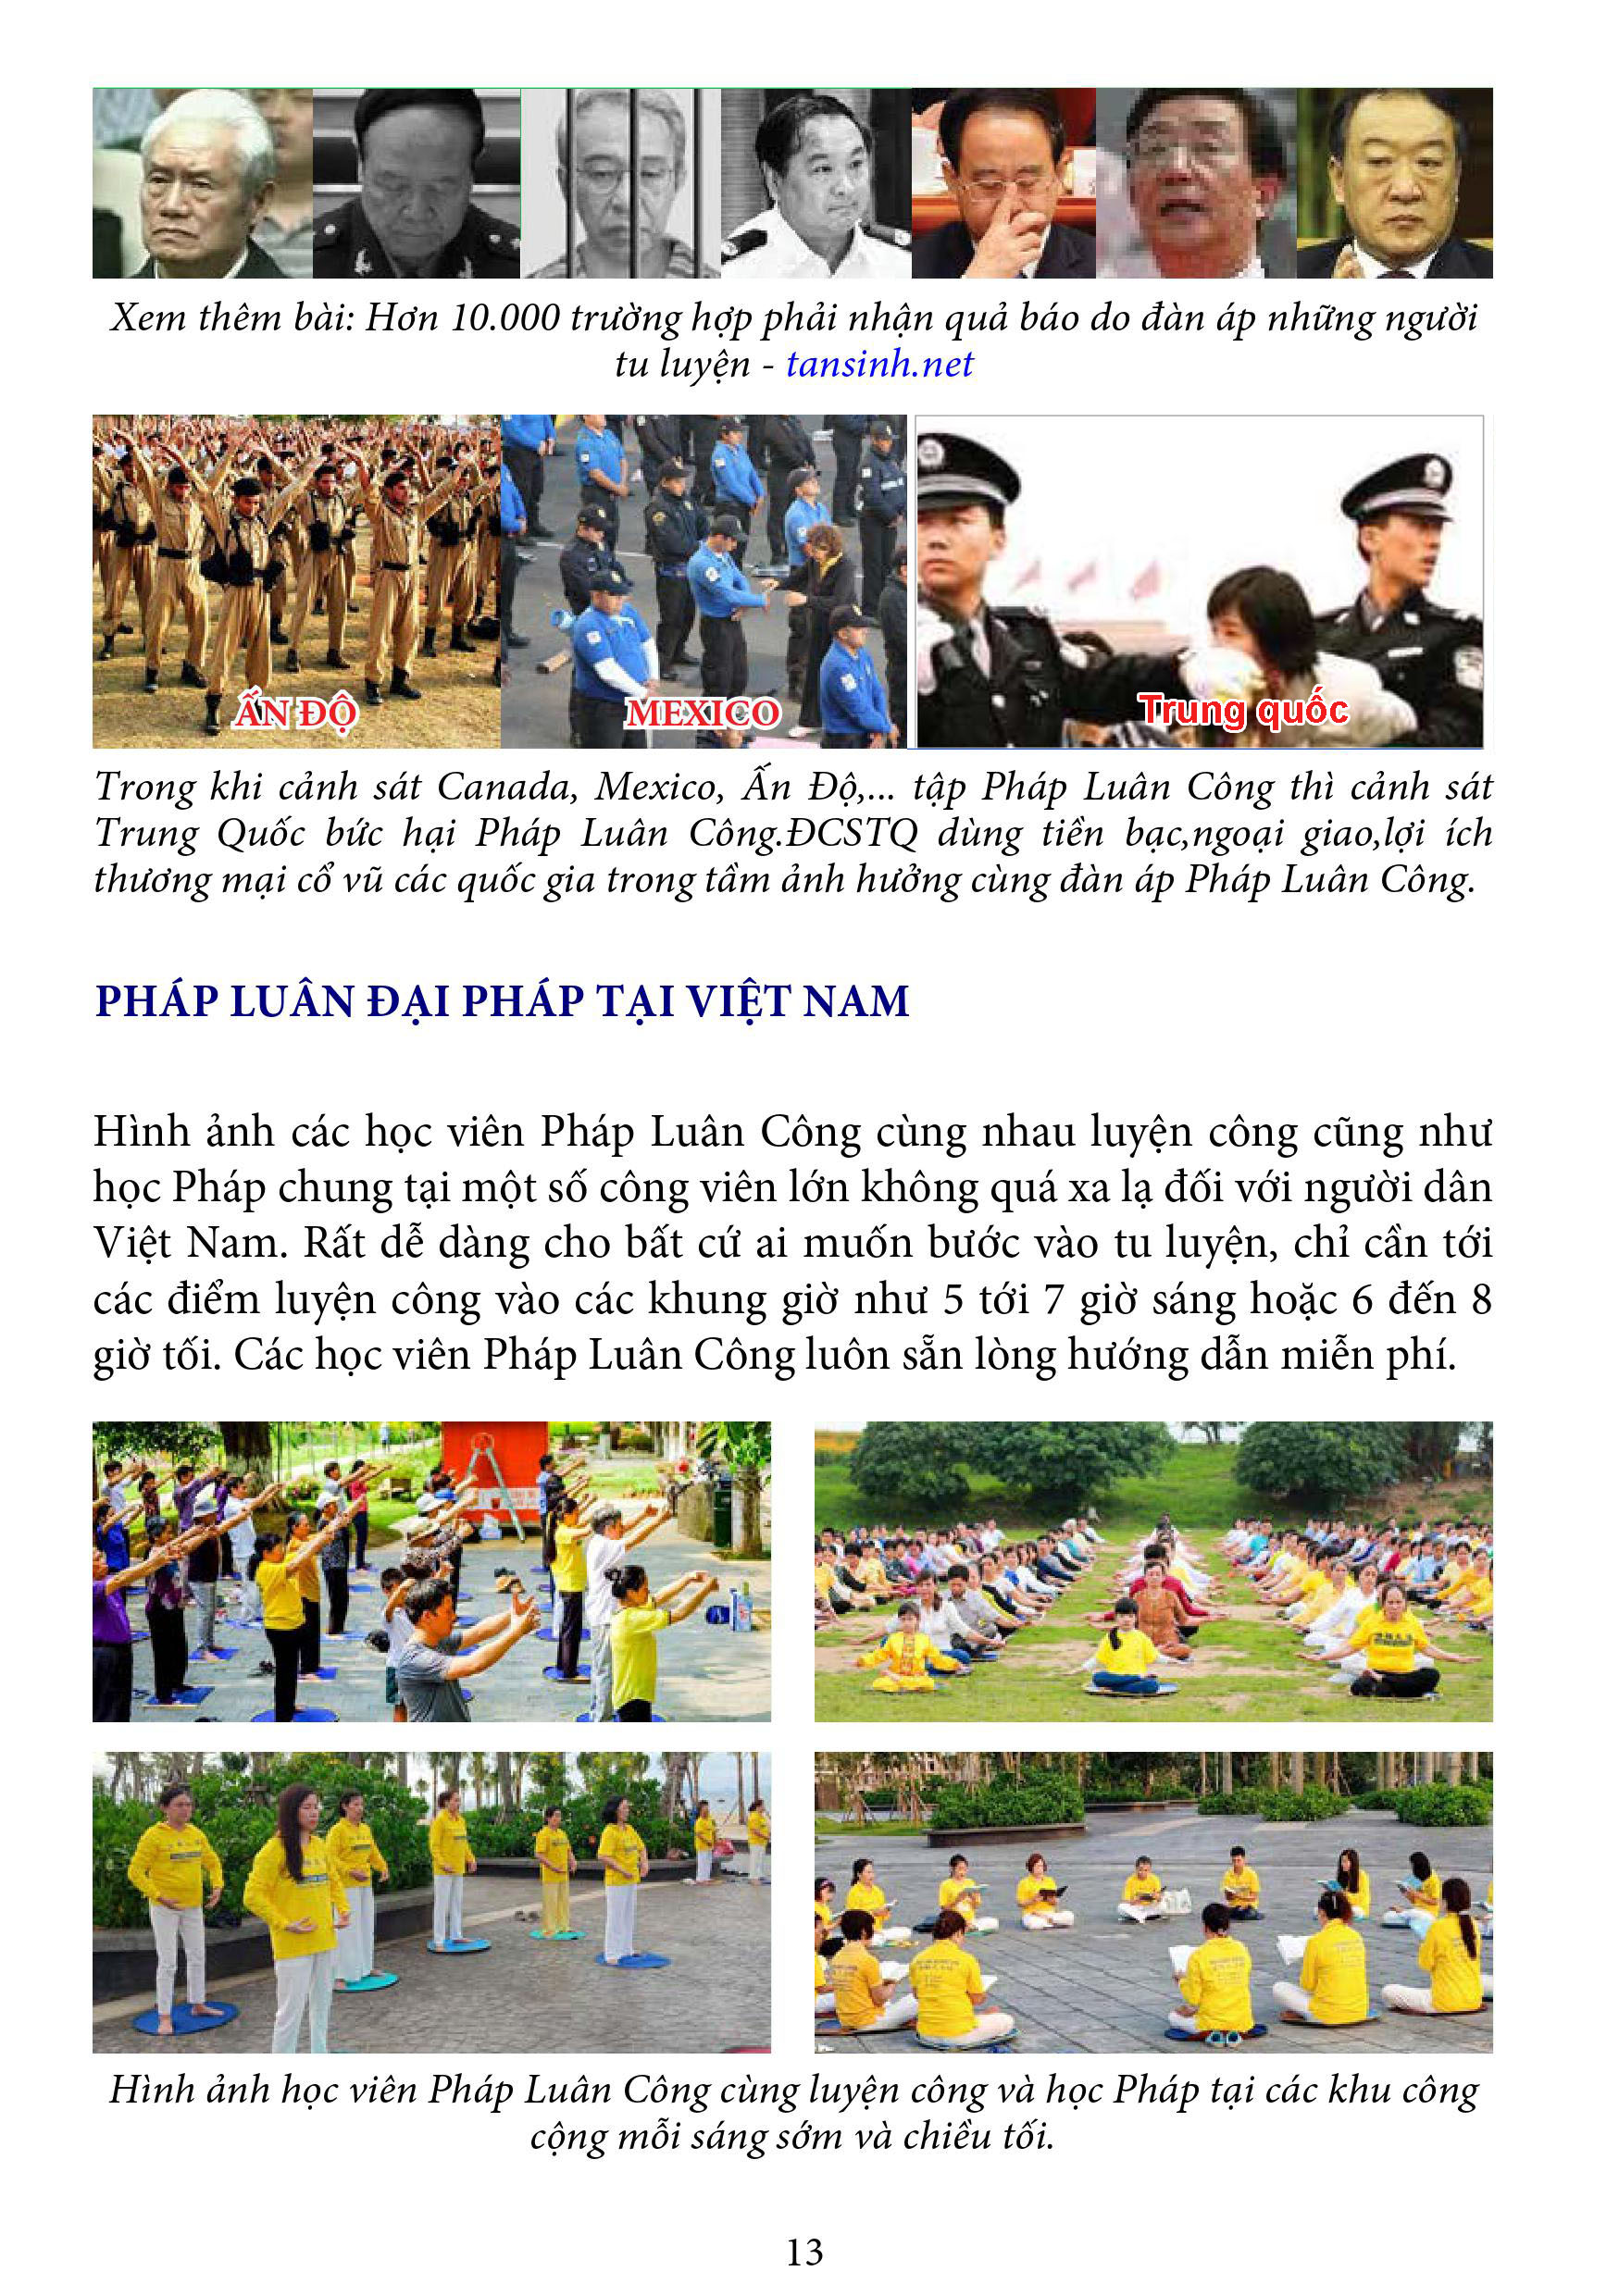 Xem thêm bài: Hơn 10.000 trường hợp phải nhận quả báo do đàn áp những người
tu luyện - tansinh.net
ẤN ĐỘ
MEXICO
Trung quốc
Trong khi cảnh sát Canada, Mexico, Ấn Độ,... tập Pháp Luân Công thì cảnh sát
Trung Quốc bức hại Pháp Luân Công.ĐCSTQ dùng tiền bạc,ngoại giao,lợi ích
thương mại cổ vũ các quốc gia trong tầm ảnh hưởng cùng đàn áp Pháp Luân Công.
PHÁP LUÂN ĐẠI PHÁP TẠI VIỆT NAM
Hình ảnh các học viên Pháp Luân Công cùng nhau luyện công cũng như
học Pháp chung tại một số công viên lớn không quá xa lạ đối với người dân
Việt Nam. Rất dễ dàng cho bất cứ ai muốn bước vào tu luyện, chỉ cần tới
các điểm luyện công vào các khung giờ như 5 tới 7 giờ sáng hoặc 6 đến 8
giờ tối. Các học viên Pháp Luân Công luôn sẵn lòng hướng dẫn miễn phí.
Hình ảnh học viên Pháp Luân Công cùng luyện công và học Pháp tại các khu công
cộng mỗi sáng sớm và chiều tối.
13